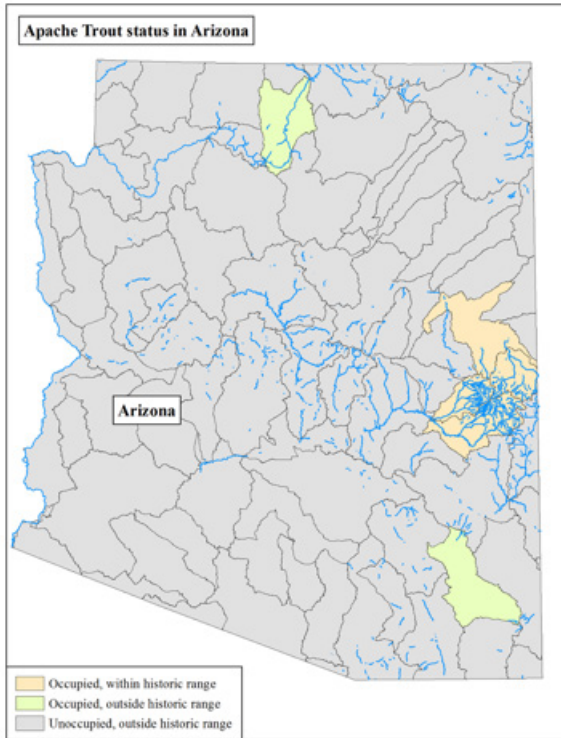 Apache Trout status in Arizona
Arizona
Occupied, within historic range
Occupied, outside historic range
Unoccupied, outside historic range